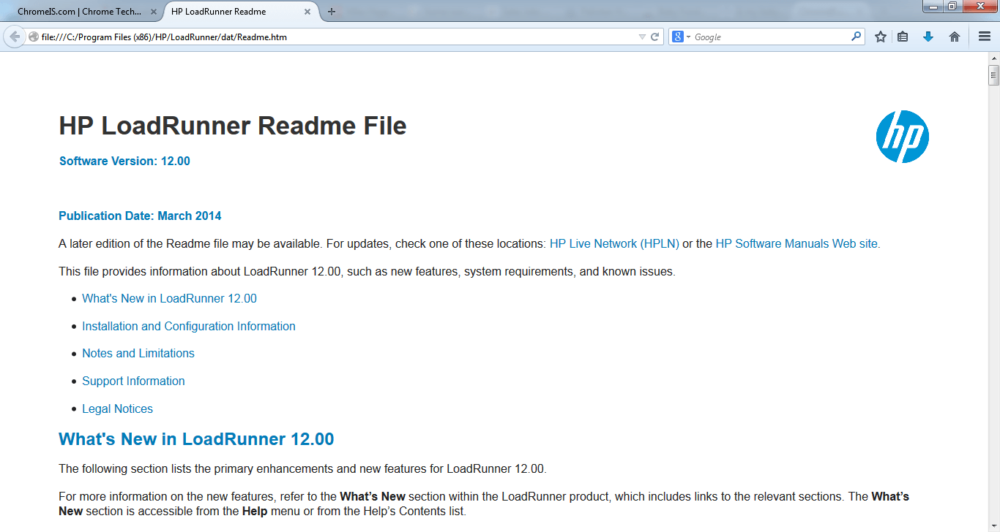 ChromeIS.com | Chrome Tech...
HP LoadRunner Readme
file:///C:/Program Files (x86)/HP/LoadRunner/dat/Readme.htm
8 Google
HP LoadRunner Readme File
hp
Software Version: 12.00
Publication Date: March 2014
A later edition of the Readme file may be available. For updates, check one of these locations: HP Live Network (HPLN) or the HP Software Manuals Web site.
This file provides information about LoadRunner 12.00, such as new features, system requirements, and known issues.
• What's New in LoadRunner 12.00
• Installation and Configuration Information
• Notes and Limitations
• Support Information
• Legal Notices
What's New in LoadRunner 12.00
The following section lists the primary enhancements and new features for LoadRunner 12.00.
For more information on the new features, refer to the What’s New section within the LoadRunner product, which includes links to the relevant sections. The What’s
New section is accessible from the Help menu or from the Help’s Contents list.